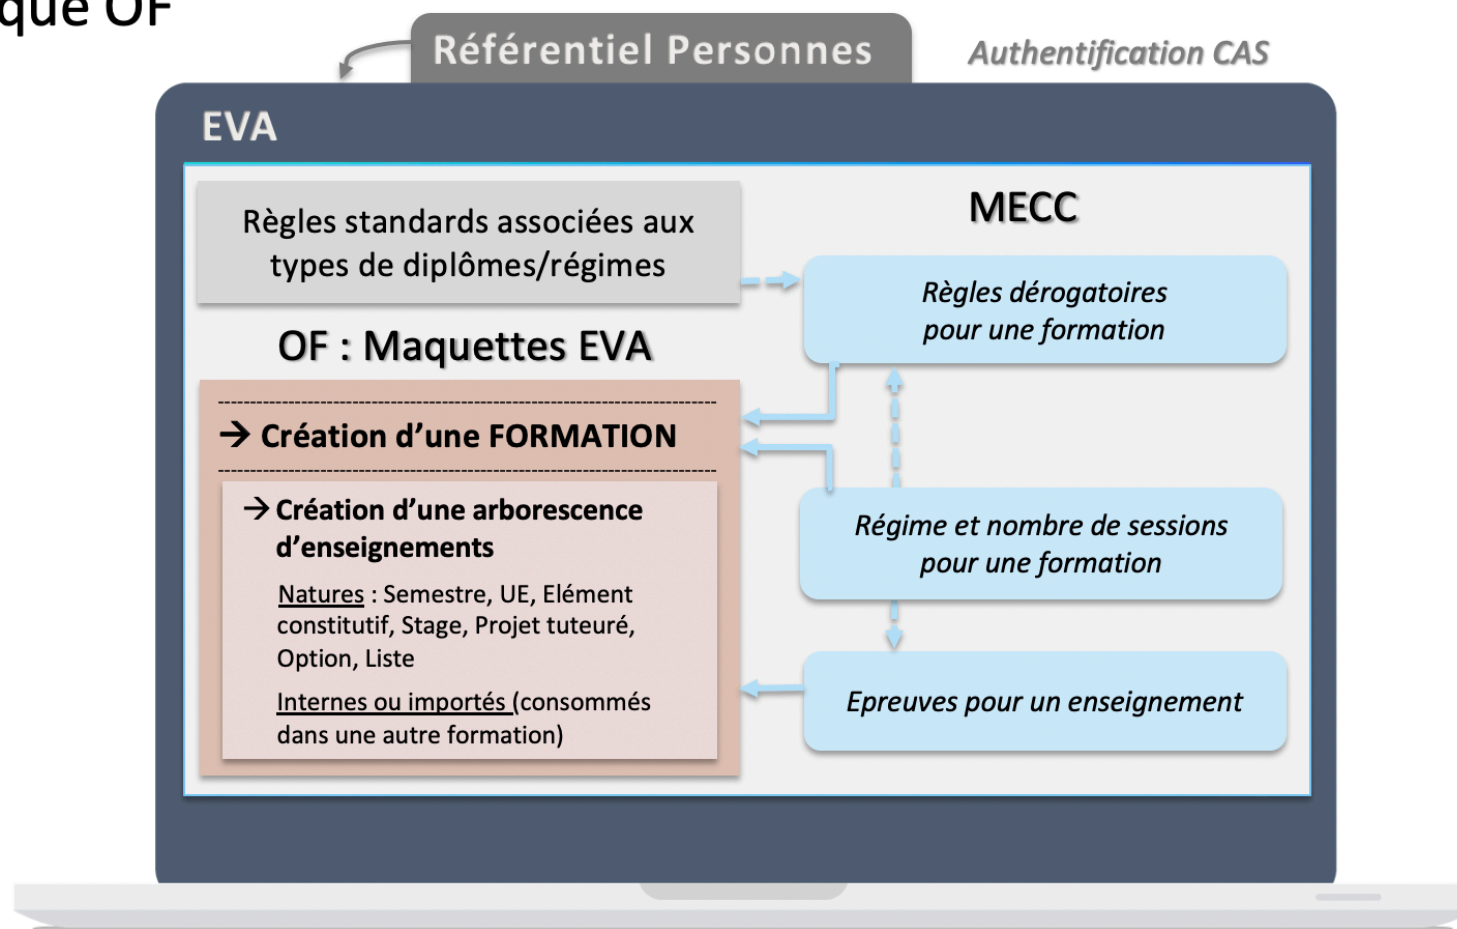 que OF
Référentiel Personnes
Authentification CAS
EVA
Règles standards associées aux
types de diplômes/régimes
OF : Maquettes EVA
→ Création d’une FORMATION
→ Création d’une arborescence
d’enseignements
Natures : Semestre, UE, Elément
constitutif, Stage, Projet tuteuré,
Option, Liste
Internes ou importés (consommés
dans une autre formation)
MECC
Règles dérogatoires
pour une formation
Régime et nombre de sessions
pour une formation
Epreuves pour un enseignement